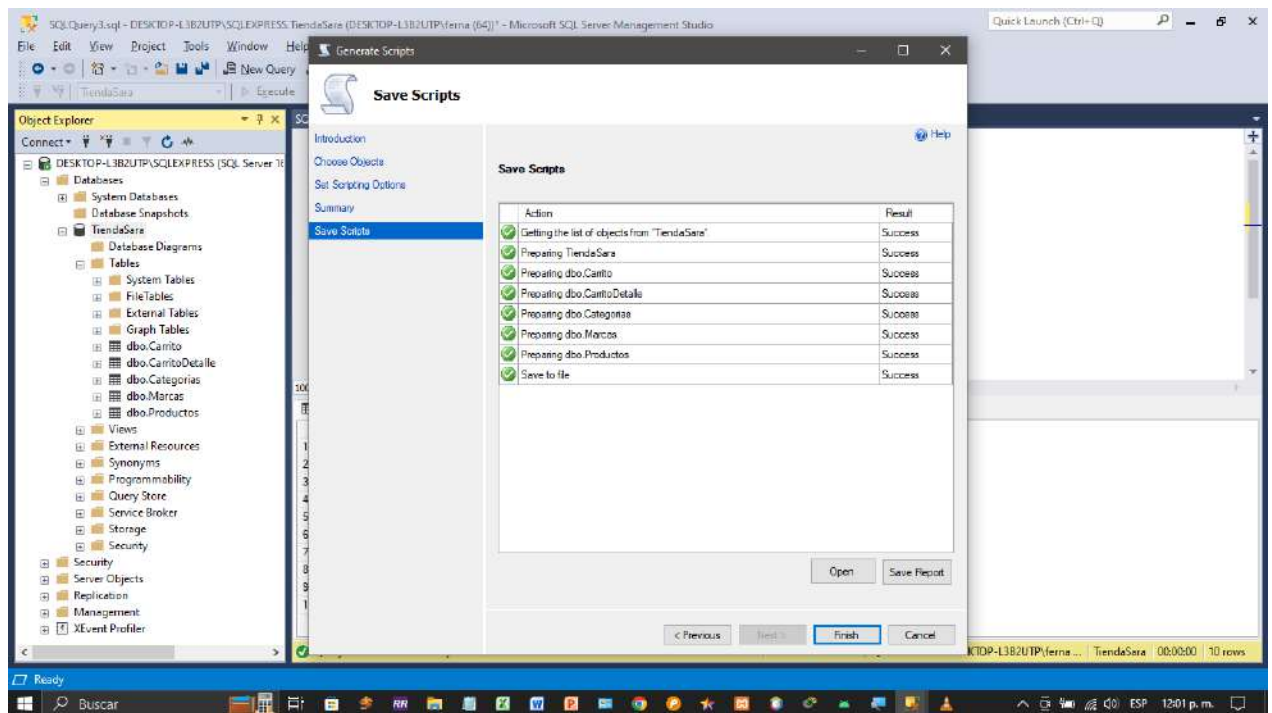 SQLQuery3.sql - DESKTOP-L3B2UTP\SQLEXPRESS.TiendaSara (DESKTOP-L3B2UTP\ferna (64))* - Microsoft SQL Server Management Studio
Quick Launch (Ctrl+Q)
File Edit View Project Tools Window Help
New Query
TiendaSara
Execute
Object Explorer
Connect
DESKTOP-L3B2UTP\SQLEXPRESS (SQL Server 16
Databases
System Databases
Database Snapshots
TiendaSara
Database Diagrams
Tables
System Tables
FileTables
External Tables
Graph Tables
dbo.Carrito
dbo.CarritoDetalle
dbo.Categorias
dbo.Marcas
dbo.Productos
Views
External Resources
Synonyms
Programmability
Query Store
Service Broker
Storage
Security
Security
Server Objects
Replication
Management
XEvent Profiler
Generate Scripts
Save Scripts
Help
Introduction
Choose Objects
Set Scripting Options
Summary
Save Scripts
Save Scripts
Action Result
Getting the list of objects from 'TiendaSara' Success
Preparing TiendaSara Success
Preparing dbo.Carrito Success
Preparing dbo.CarritoDetalle Success
Preparing dbo.Categorias Success
Preparing dbo.Marcas Success
Preparing dbo.Productos Success
Save to file Success
Open Save Report
< Previous Next > Finish Cancel
KTOP-L3B2UTP\ferna ... TiendaSara 00:00:00 10 rows
Ready
Buscar
ESP 12:01 p. m.